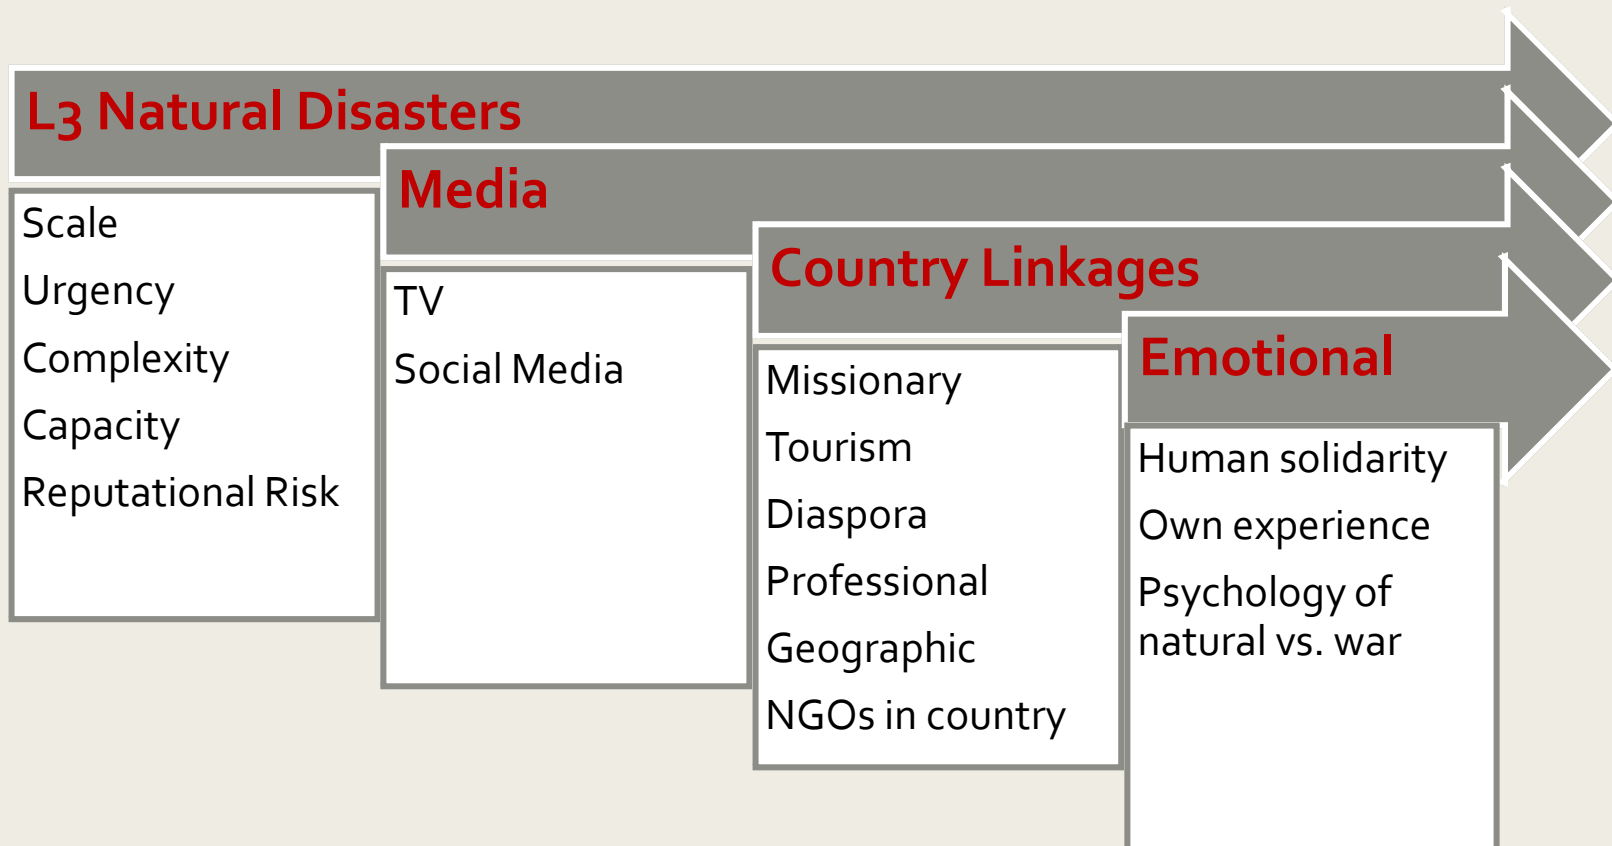 L3 Natural Disasters
Scale
Urgency
Complexity
Capacity
Reputational Risk
Media
TV
Social Media
Country Linkages
Missionary
Tourism
Diaspora
Professional
Geographic
NGOs in country
Emotional
Human solidarity
Own experience
Psychology of
natural vs. war